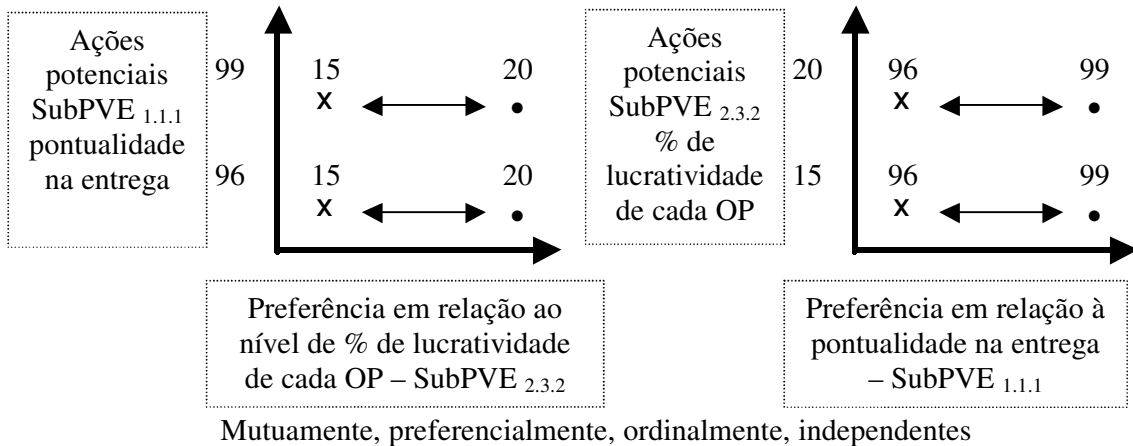 Ações
potenciais
SubPVE 1.1.1
pontualidade
na entrega
99
15
x
20
96
15
x
20
Preferência em relação ao
nível de % de lucratividade
de cada OP – SubPVE 2.3.2
Ações
potenciais
SubPVE 2.3.2
% de
lucratividade
de cada OP
20
96
x
99
15
96
x
99
Preferência em relação à
pontualidade na entrega
– SubPVE 1.1.1
Mutuamente, preferencialmente, ordinalmente, independentes